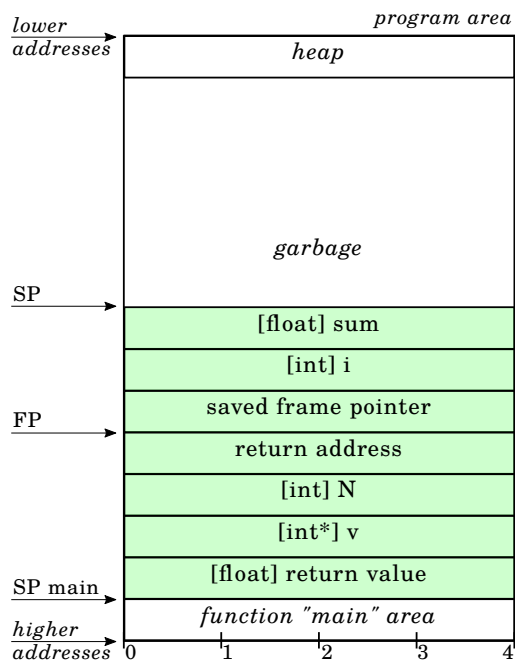 program area
lower
addresses
heap
garbage
SP
[float] sum
[int] i
saved frame pointer
FP
return address
[int] N
[int*] v
[float] return value
SP main
function "main" area
higher
addresses
0 1 2 3 4